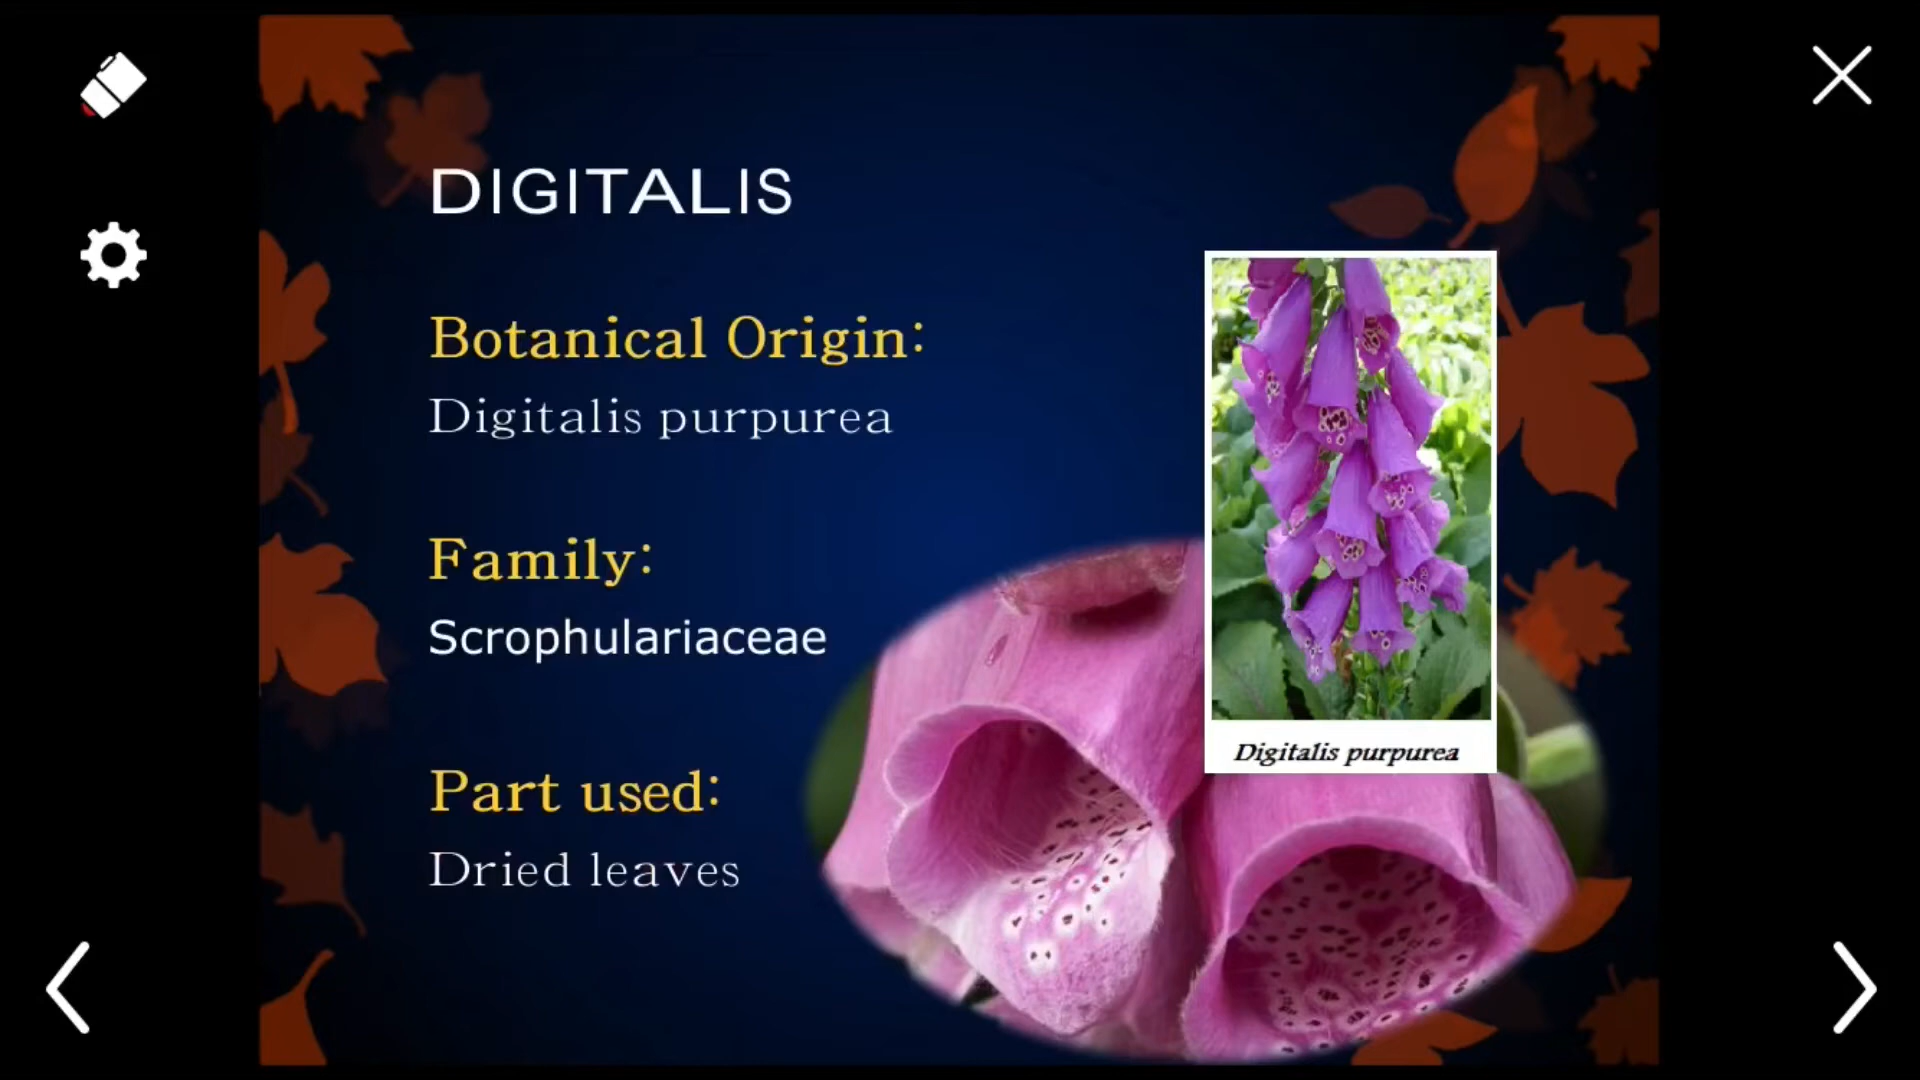 DIGITALIS
Botanical Origin:
Digitalis purpurea
Family:
Scrophulariaceae
Part used:
Dried leaves
Digitalis purpurea